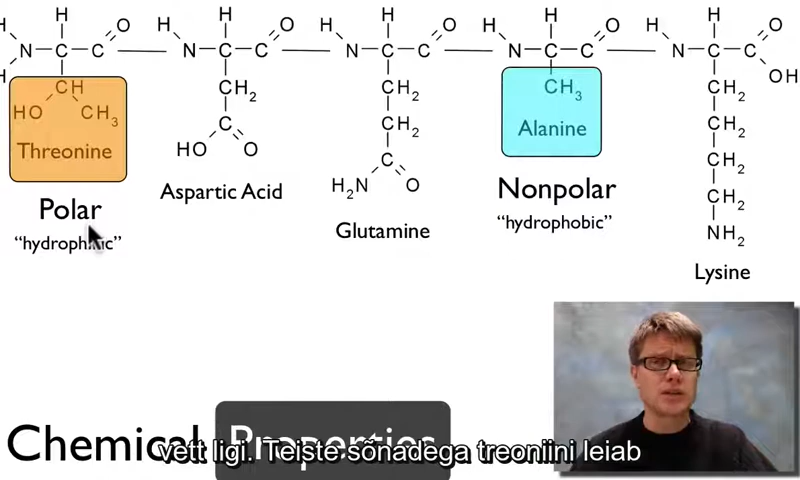 H H O H H O H H O H H O H H O
N C C N C C N C C N C C N C C
H OH
CH CH2 CH2 CH3 CH2
HO CH3 C CH2 CH2
Threonine HO O Alanine CH2
C
Polar Aspartic Acid H2N O Nonpolar CH2
"hydrophilic" Glutamine "hydrophobic" NH2
Lysine
Chemical Properties
vett ligi. Teiste sõnadega treoniini leiab